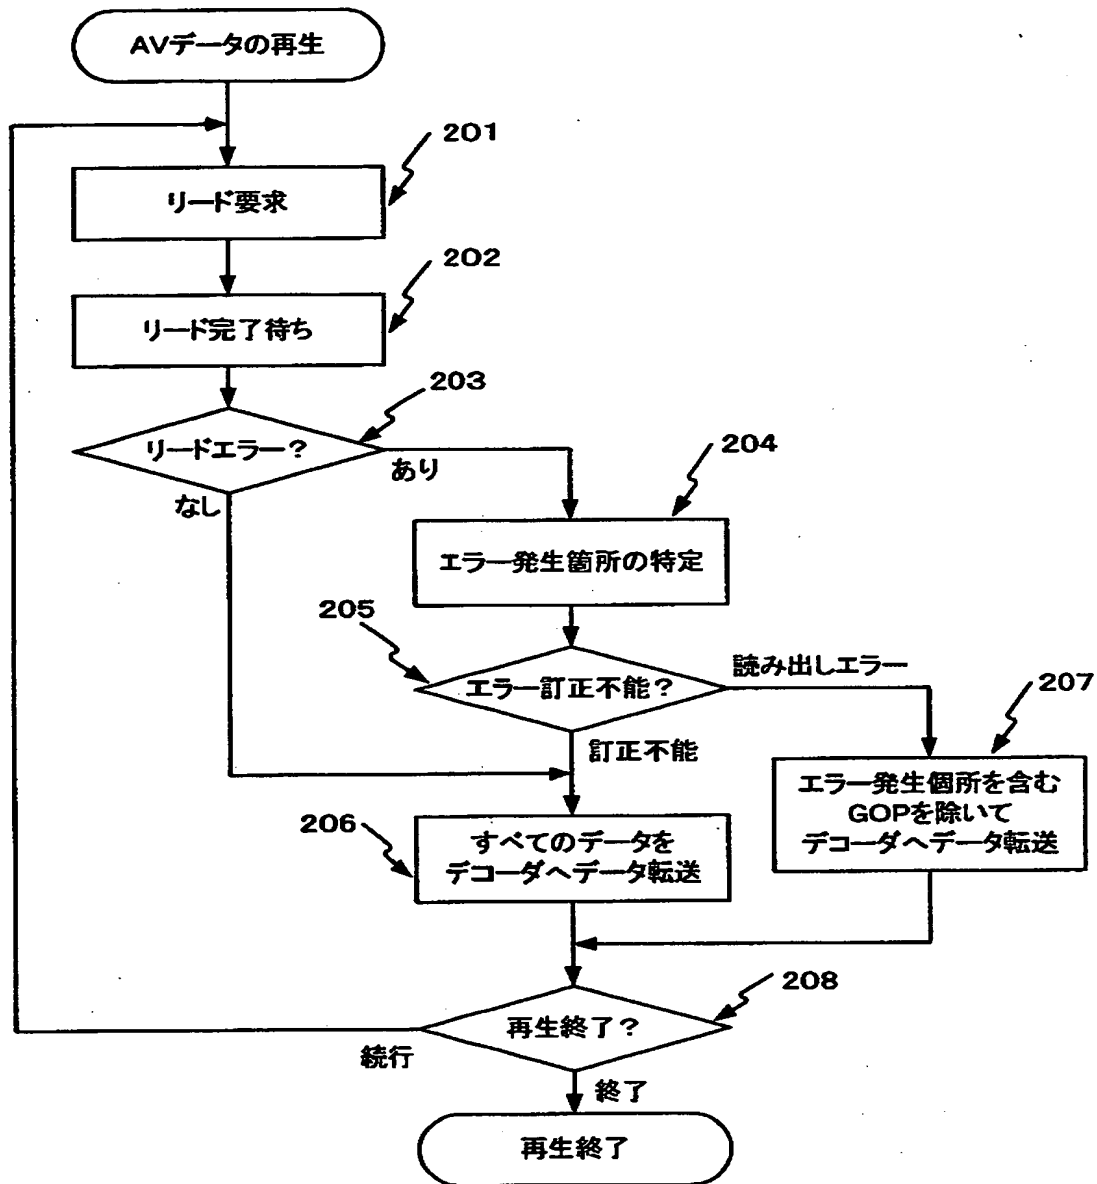 AVデータの再生
201
リード要求
202
リード完了待ち
203
リードエラー?
あり
なし
204
エラー発生箇所の特定
205
エラー訂正不能?
読み出しエラー
訂正不能
207
エラー発生個所を含む
GOPを除いて
デコーダへデータ転送
206
すべてのデータを
デコーダへデータ転送
208
再生終了?
続行
終了
再生終了